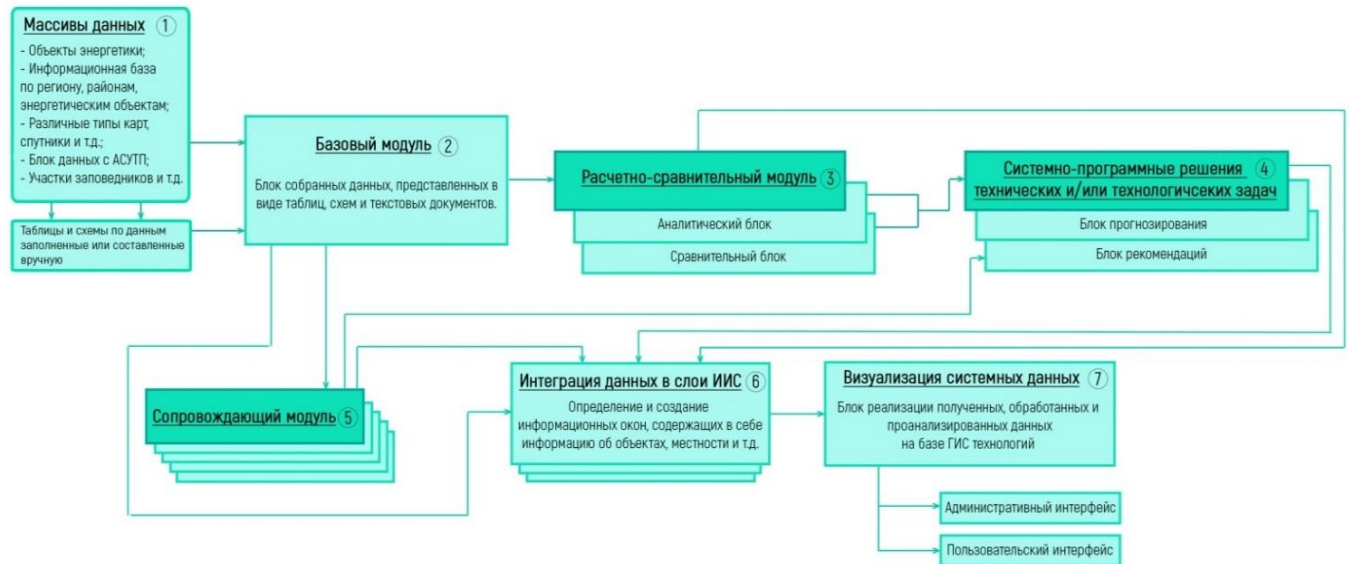 Массивы данных 1
- Объекты энергетики;
- Информационная база
по региону, районам,
энергетическим объектам;
- Различные типы карт,
спутники и т.д.;
- Блок данных с АСУТП;
- Участки заповедников и т.д.
Таблицы и схемы по данным
заполненные или составленные
вручную
Базовый модуль 2
Блок собранных данных, представленных в
виде таблиц, схем и текстовых документов.
Расчетно-сравнительный модуль 3
Аналитический блок
Сравнительный блок
Системно-программные решения 4
технических и/или технологичсеких задач
Блок прогнозирования
Блок рекомендаций
Сопровождающий модуль 5
Интеграция данных в слои ИИС 6
Определение и создание
информационных окон, содержащих в себе
информацию об объектах, местности и т.д.
Визуализация системных данных 7
Блок реализации полученных, обработанных и
проанализированных данных
на базе ГИС технологий
Административный интерфейс
Пользовательский интерфейс